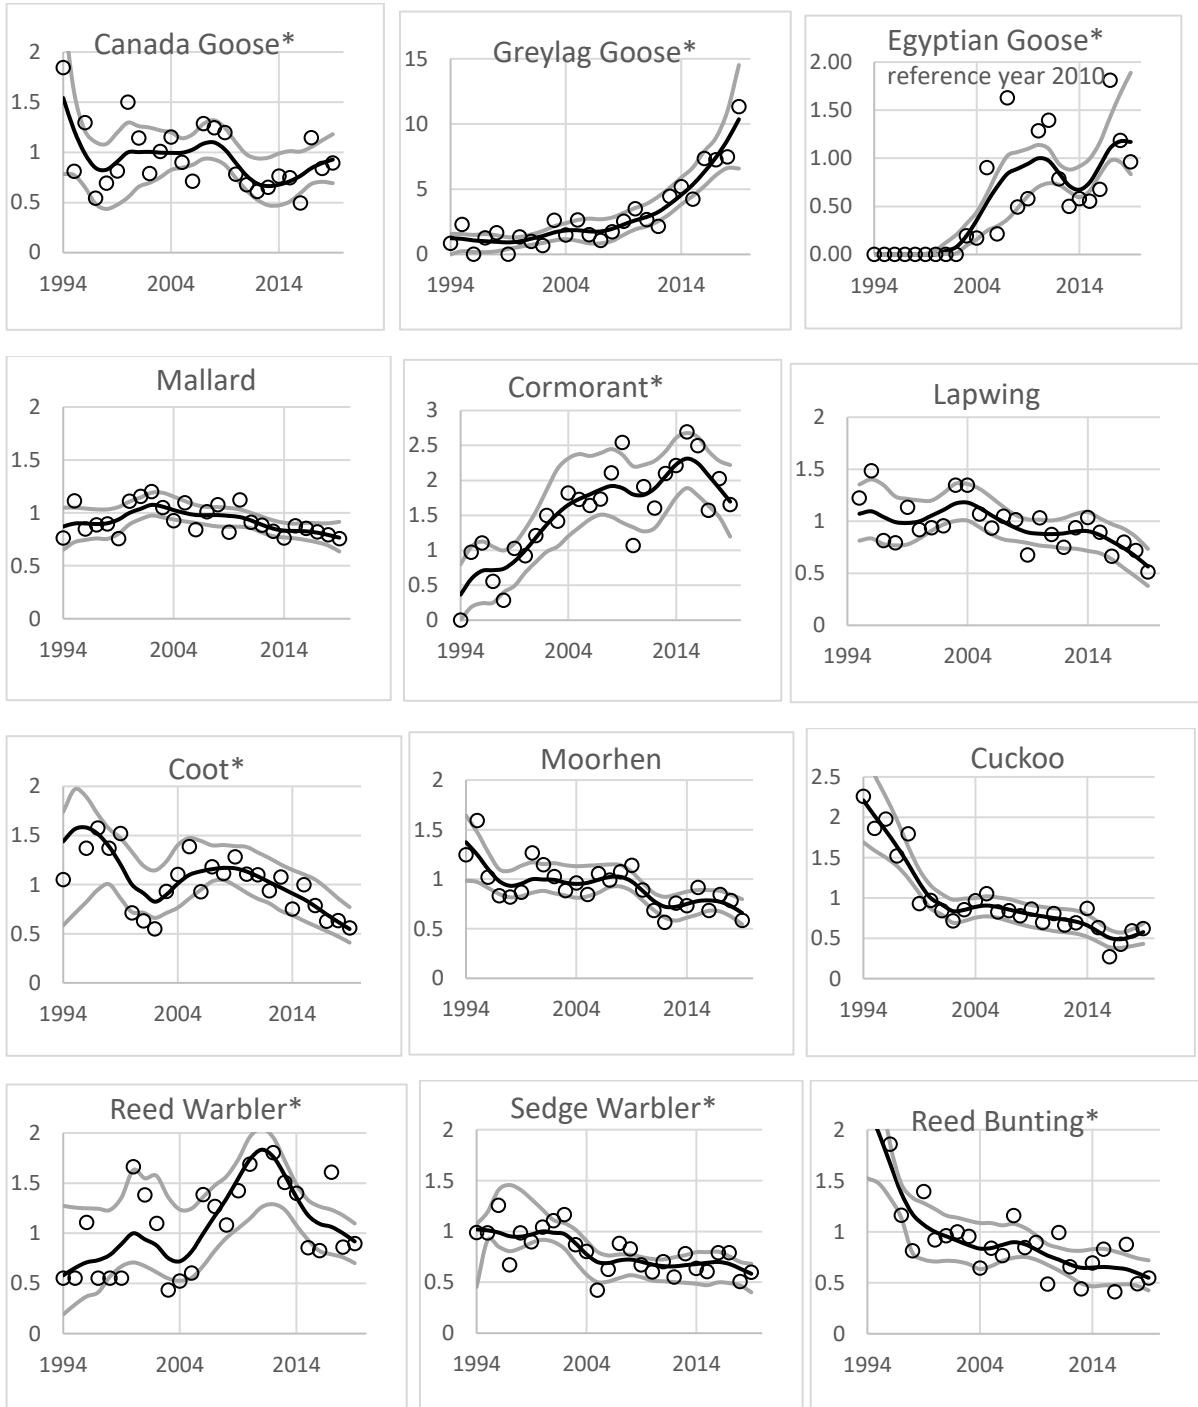 Canada Goose*
2
1.5
1
0.5
0
1994 2004 2014
Greylag Goose*
15
10
5
0
1994 2004 2014
Egyptian Goose*
reference year 2010
2.00
1.50
1.00
0.50
0.00
1994 2004 2014
Mallard
2
1.5
1
0.5
0
1994 2004 2014
Cormorant*
3
2.5
2
1.5
1
0.5
0
1994 2004 2014
Lapwing
2
1.5
1
0.5
0
1994 2004 2014
Coot*
2
1.5
1
0.5
0
1994 2004 2014
Moorhen
2
1.5
1
0.5
0
1994 2004 2014
Cuckoo
2.5
2
1.5
1
0.5
0
1994 2004 2014
Reed Warbler*
2
1.5
1
0.5
0
1994 2004 2014
Sedge Warbler*
2
1.5
1
0.5
0
1994 2004 2014
Reed Bunting*
2
1.5
1
0.5
0
1994 2004 2014